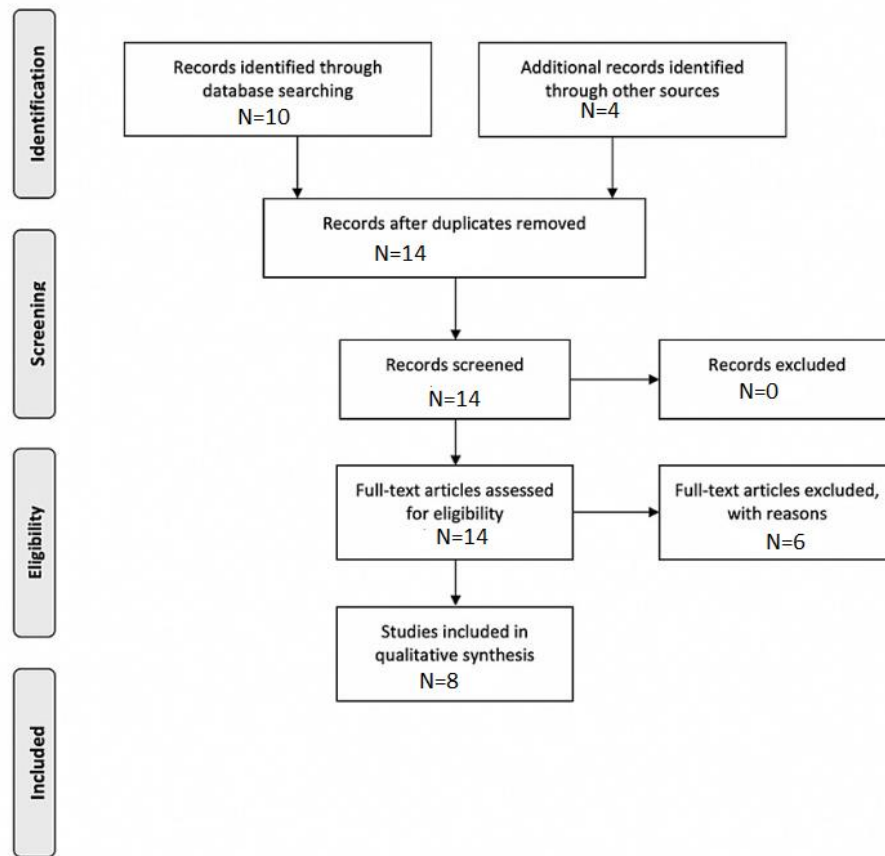 Identification
Records identified through
database searching
N=10
Additional records identified
through other sources
N=4
Records after duplicates removed
N=14
Screening
Records screened
N=14
Records excluded
N=0
Eligibility
Full-text articles assessed
for eligibility
N=14
Full-text articles excluded,
with reasons
N=6
Studies included in
qualitative synthesis
N=8
Included